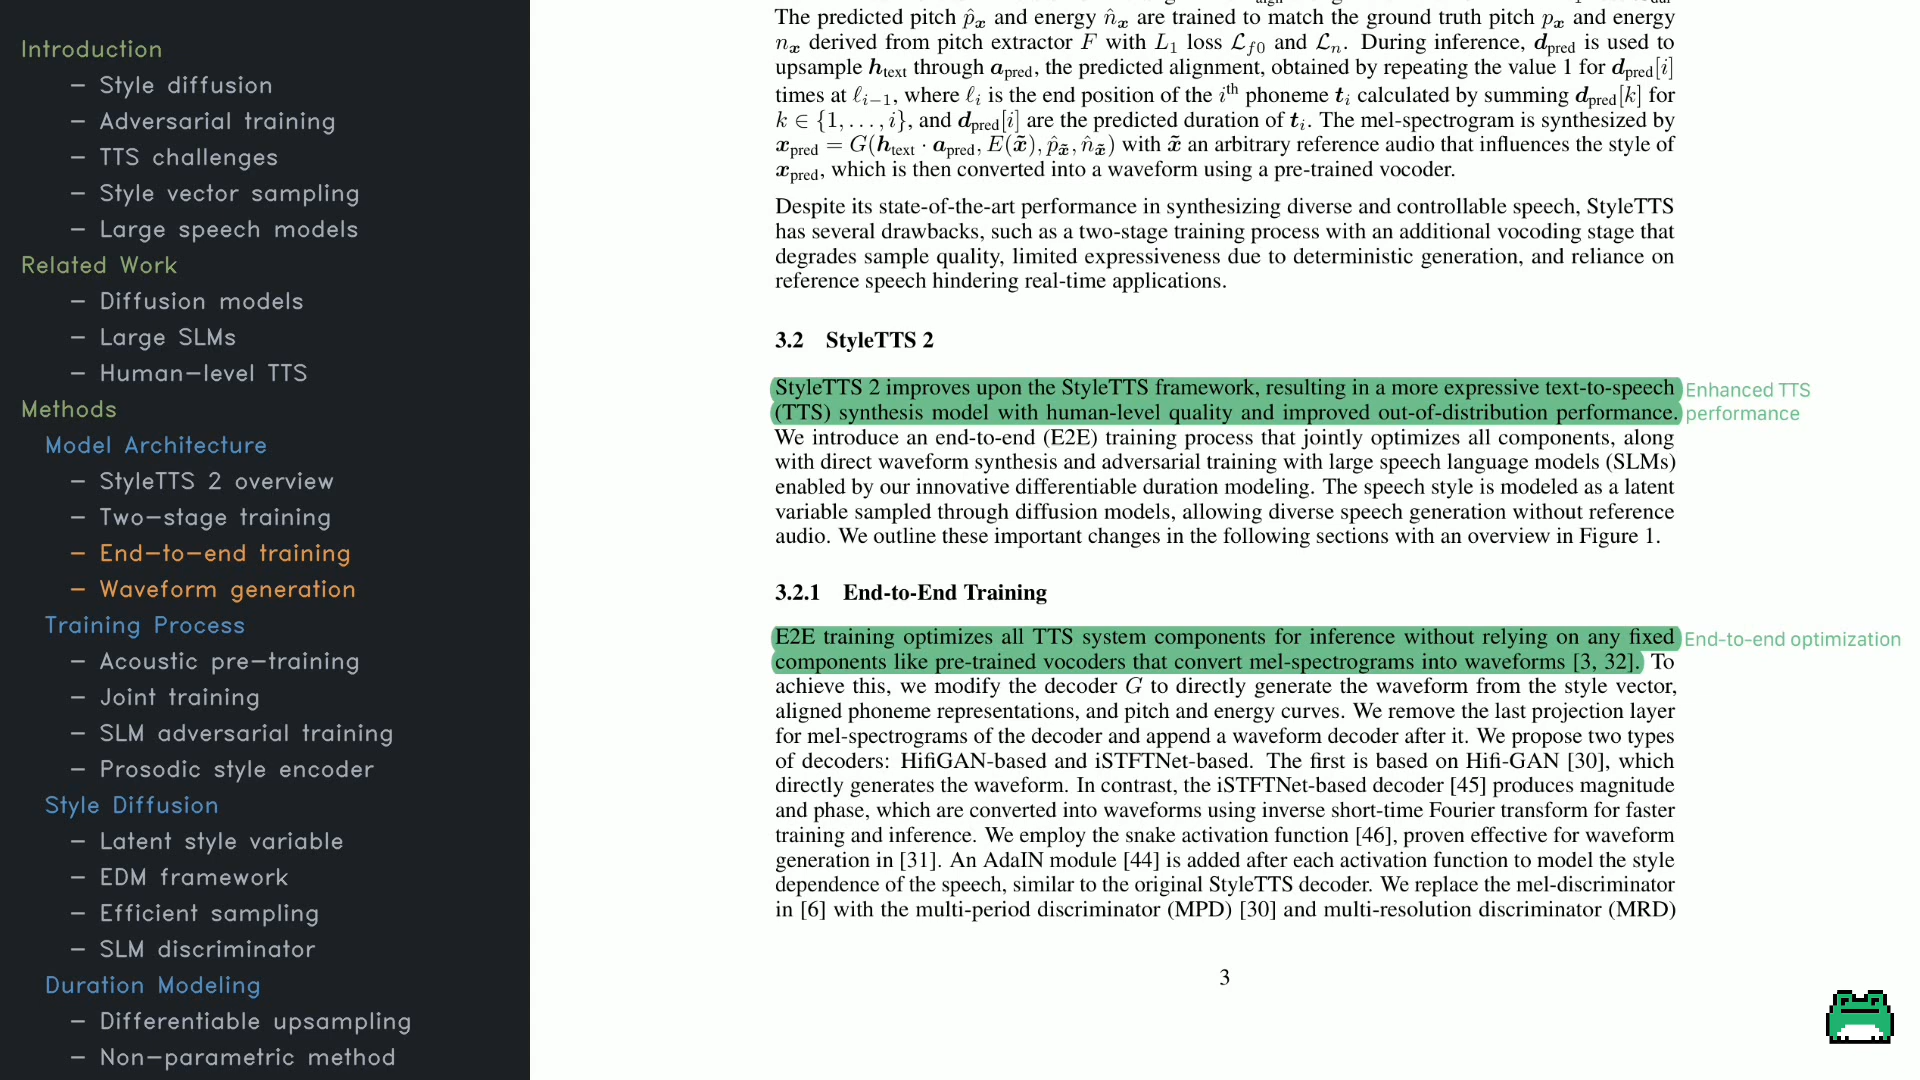 Introduction
– Style diffusion
– Adversarial training
– TTS challenges
– Style vector sampling
– Large speech models
Related Work
– Diffusion models
– Large SLMs
– Human-level TTS
Methods
Model Architecture
– StyleTTS 2 overview
– Two-stage training
– End-to-end training
– Waveform generation
Training Process
– Acoustic pre-training
– Joint training
– SLM adversarial training
– Prosodic style encoder
Style Diffusion
– Latent style variable
– EDM framework
– Efficient sampling
– SLM discriminator
Duration Modeling
– Differentiable upsampling
– Non-parametric method
The predicted pitch p̂ₓ and energy n̂ₓ are trained to match the ground truth pitch pₓ and energy
nₓ derived from pitch extractor F with L₁ loss ℒ_f0 and ℒₙ. During inference, d_pred is used to
upsample h_text through a_pred, the predicted alignment, obtained by repeating the value 1 for d_pred[i]
times at ℓ_{i−1}, where ℓ_i is the end position of the i^th phoneme t_i calculated by summing d_pred[k] for
k ∈ {1, . . . , i}, and d_pred[i] are the predicted duration of t_i. The mel-spectrogram is synthesized by
x_pred = G(h_text · a_pred, E(x̃), p̂_x̃, n̂_x̃) with x̃ an arbitrary reference audio that influences the style of
x_pred, which is then converted into a waveform using a pre-trained vocoder.
Despite its state-of-the-art performance in synthesizing diverse and controllable speech, StyleTTS
has several drawbacks, such as a two-stage training process with an additional vocoding stage that
degrades sample quality, limited expressiveness due to deterministic generation, and reliance on
reference speech hindering real-time applications.
3.2 StyleTTS 2
StyleTTS 2 improves upon the StyleTTS framework, resulting in a more expressive text-to-speech
(TTS) synthesis model with human-level quality and improved out-of-distribution performance.
We introduce an end-to-end (E2E) training process that jointly optimizes all components, along
with direct waveform synthesis and adversarial training with large speech language models (SLMs)
enabled by our innovative differentiable duration modeling. The speech style is modeled as a latent
variable sampled through diffusion models, allowing diverse speech generation without reference
audio. We outline these important changes in the following sections with an overview in Figure 1.
Enhanced TTS
performance
3.2.1 End-to-End Training
E2E training optimizes all TTS system components for inference without relying on any fixed
components like pre-trained vocoders that convert mel-spectrograms into waveforms [3, 32]. To
achieve this, we modify the decoder G to directly generate the waveform from the style vector,
aligned phoneme representations, and pitch and energy curves. We remove the last projection layer
for mel-spectrograms of the decoder and append a waveform decoder after it. We propose two types
of decoders: HifiGAN-based and iSTFTNet-based. The first is based on Hifi-GAN [30], which
directly generates the waveform. In contrast, the iSTFTNet-based decoder [45] produces magnitude
and phase, which are converted into waveforms using inverse short-time Fourier transform for faster
training and inference. We employ the snake activation function [46], proven effective for waveform
generation in [31]. An AdaIN module [44] is added after each activation function to model the style
dependence of the speech, similar to the original StyleTTS decoder. We replace the mel-discriminator
in [6] with the multi-period discriminator (MPD) [30] and multi-resolution discriminator (MRD)
End-to-end optimization
3